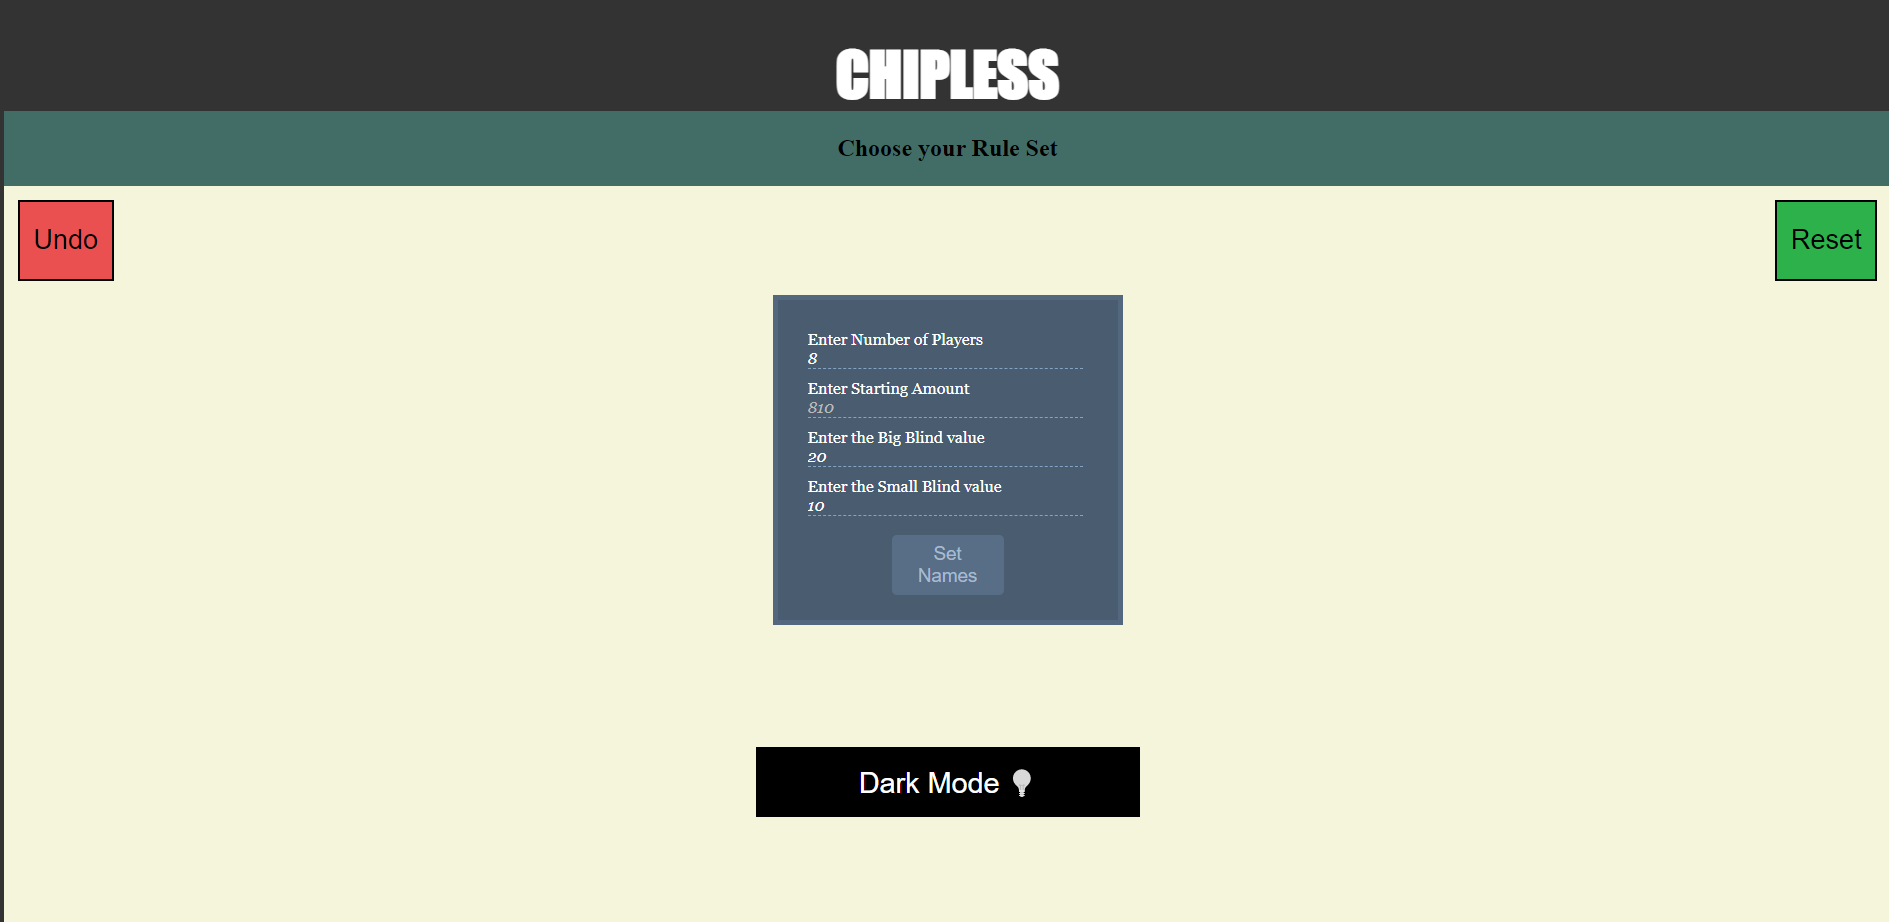 CHIPLESS
Choose your Rule Set
Undo
Reset
Enter Number of Players
8
Enter Starting Amount
810
Enter the Big Blind value
20
Enter the Small Blind value
10
Set
Names
Dark Mode